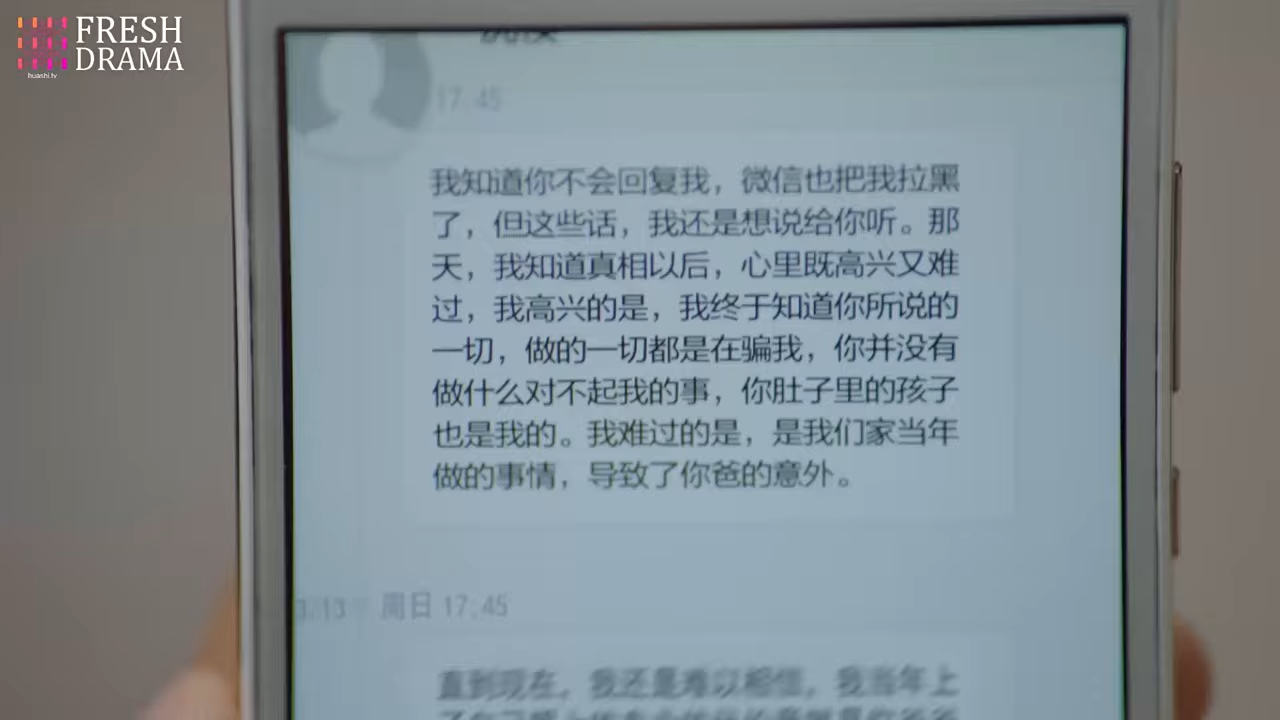 FRESH
DRAMA
huashi.tv
17:45
我知道你不会回复我，微信也把我拉黑
了，但这些话，我还是想说给你听。那
天，我知道真相以后，心里既高兴又难
过，我高兴的是，我终于知道你所说的
一切，做的一切都是在骗我，你并没有
做什么对不起我的事，你肚子里的孩子
也是我的。我难过的是，是我们家当年
做的事情，导致了你爸的意外。
周日 17:45
直到现在，我还是难以相信，我当年上